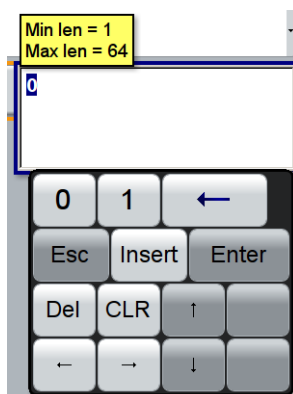 Min len = 1
Max len = 64
0
0 1 ←
Esc Insert Enter
Del CLR ↑
← → ↓